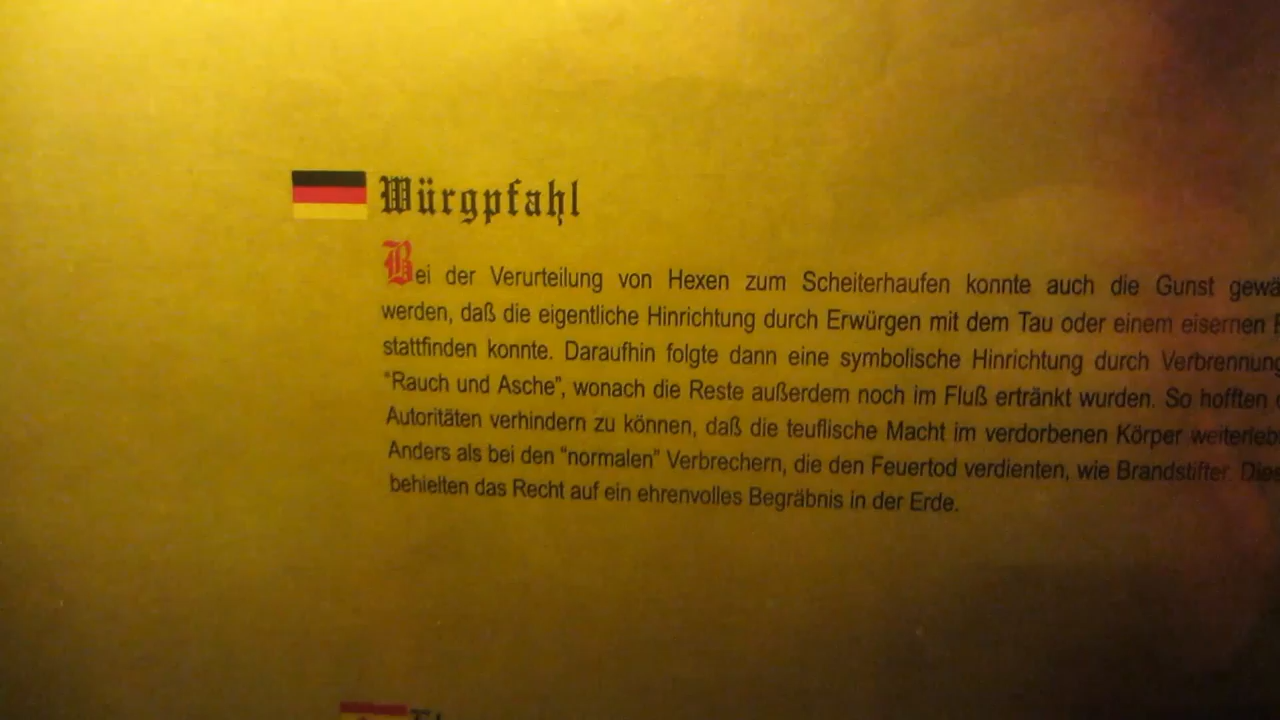 Würgpfahl
Bei der Verurteilung von Hexen zum Scheiterhaufen konnte auch die Gunst
werden, daß die eigentliche Hinrichtung durch Erwürgen mit dem Tau oder einem eisernen
stattfinden konnte. Daraufhin folgte dann eine symbolische Hinrichtung durch Verbrennung
"Rauch und Asche", wonach die Reste außerdem noch im Fluß ertränkt wurden. So hofften
Autoritäten verhindern zu können, daß die teuflische Macht im verdorbenen Körper
Anders als bei den "normalen" Verbrechern, die den Feuertod verdienten, wie Brandstifter.
behielten das Recht auf ein ehrenvolles Begräbnis in der Erde.